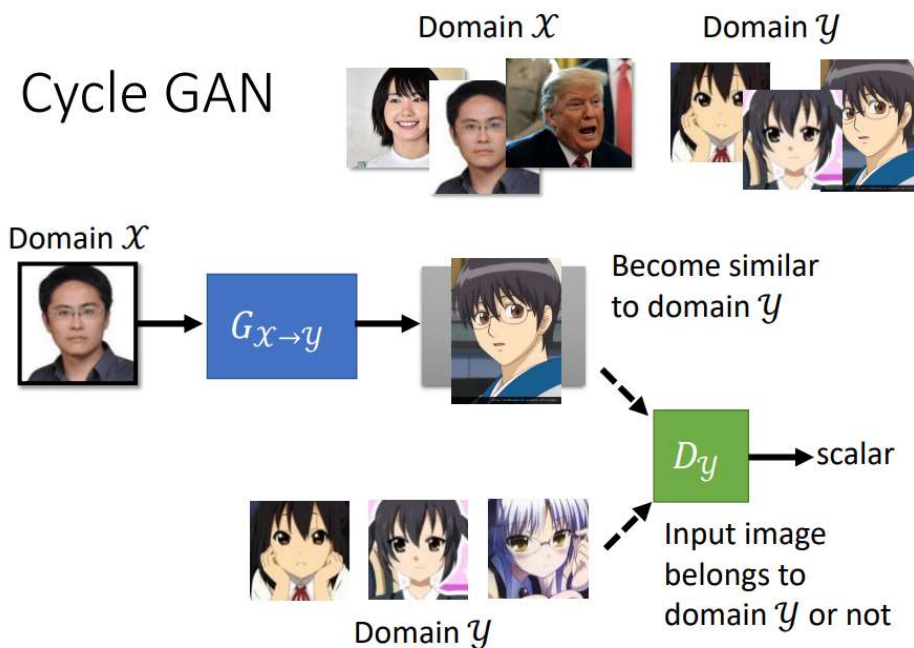 Cycle GAN
Domain 𝒳
Domain 𝒴
Domain 𝒳
G𝒳→𝒴
Become similar
to domain 𝒴
D𝒴
scalar
Input image
belongs to
domain 𝒴 or not
Domain 𝒴